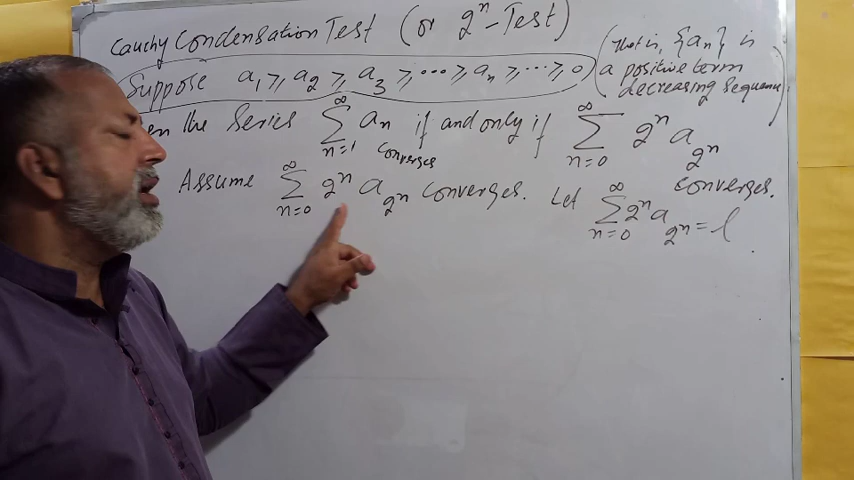 Cauchy Condensation Test (or 2ⁿ-Test)
Suppose a₁ ≥ a₂ ≥ a₃ ≥ ... ≥ aₙ ≥ ... ≥ 0 (That is, {aₙ} is a positive term decreasing sequence)
the Series ∑_{n=1}^{∞} aₙ converges if and only if ∑_{n=0}^{∞} 2ⁿ a_{2ⁿ} converges.
Assume ∑_{n=0}^{∞} 2ⁿ a_{2ⁿ} converges. Let ∑_{n=0}^{∞} 2ⁿ a_{2ⁿ} = l